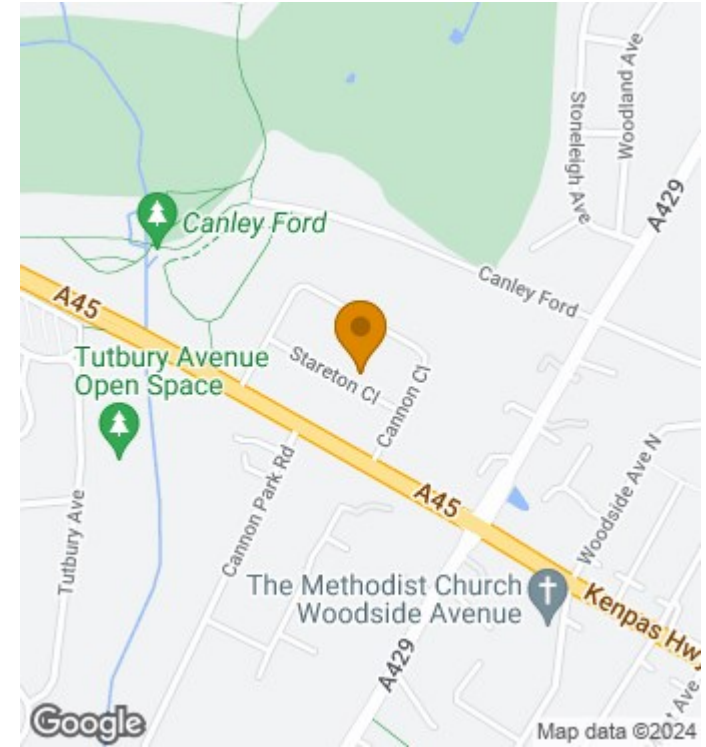 Woodland Ave
Stoneleigh Ave
A429
Canley Ford
Canley Ford
A45
Tutbury Avenue
Open Space
Stareton Cl
Cannon Cl
Tutbury Ave
Cannon Park Rd
A45
Woodside Ave N
The Methodist Church
Woodside Avenue
Kenpas Hwy
A429
t Ave
Google
Map data ©2024